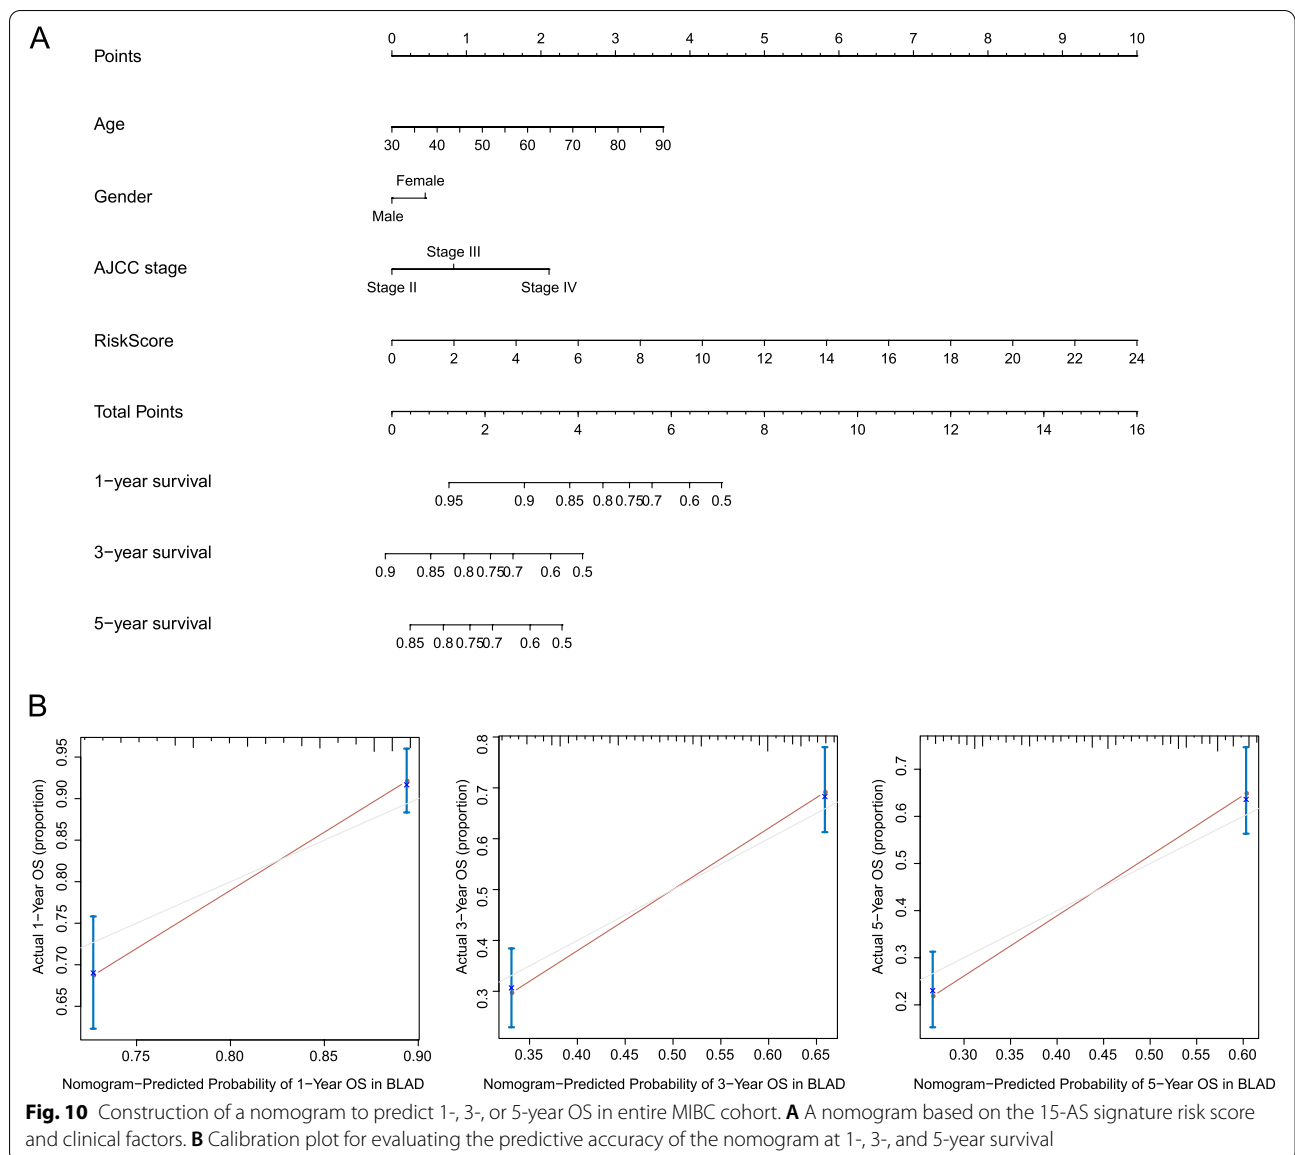 A
Points
0 1 2 3 4 5 6 7 8 9 10
Age
30 40 50 60 70 80 90
Gender
Female
Male
AJCC stage
Stage III
Stage II Stage IV
RiskScore
0 2 4 6 8 10 12 14 16 18 20 22 24
Total Points
0 2 4 6 8 10 12 14 16
1−year survival
0.95 0.9 0.85 0.8 0.75 0.7 0.6 0.5
3−year survival
0.9 0.85 0.8 0.75 0.7 0.6 0.5
5−year survival
0.85 0.8 0.75 0.7 0.6 0.5
B
Actual 1−Year OS (proportion)
0.65 0.70 0.75 0.80 0.85 0.90 0.95
0.75 0.80 0.85 0.90
Nomogram−Predicted Probability of 1−Year OS in BLAD
Actual 3−Year OS (proportion)
0.3 0.4 0.5 0.6 0.7 0.8
0.35 0.40 0.45 0.50 0.55 0.60 0.65
Nomogram−Predicted Probability of 3−Year OS in BLAD
Actual 5−Year OS (proportion)
0.2 0.3 0.4 0.5 0.6 0.7
0.30 0.35 0.40 0.45 0.50 0.55 0.60
Nomogram−Predicted Probability of 5−Year OS in BLAD
Fig. 10 Construction of a nomogram to predict 1-, 3-, or 5-year OS in entire MIBC cohort. A A nomogram based on the 15-AS signature risk score
and clinical factors. B Calibration plot for evaluating the predictive accuracy of the nomogram at 1-, 3-, and 5-year survival